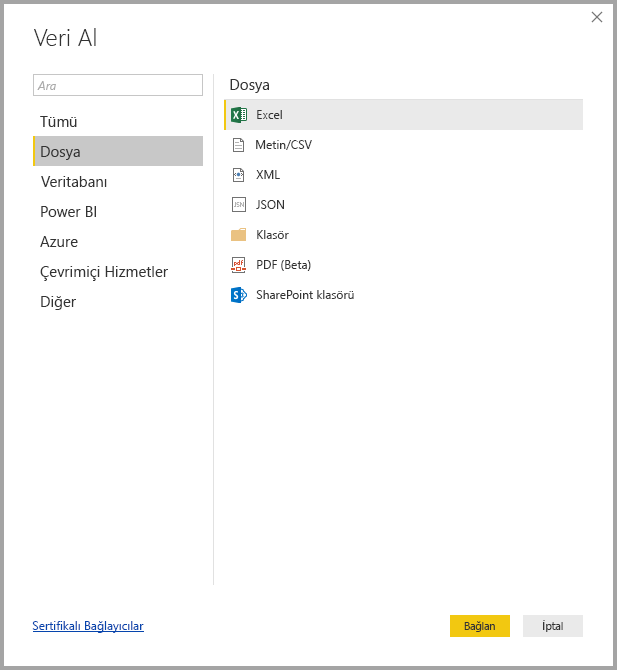 Veri Al
Ara
Tümü
Dosya
Veritabanı
Power BI
Azure
Çevrimiçi Hizmetler
Diğer
Dosya
Excel
Metin/CSV
XML
JSON
Klasör
PDF (Beta)
SharePoint klasörü
Sertifikalı Bağlayıcılar
Bağlan
İptal